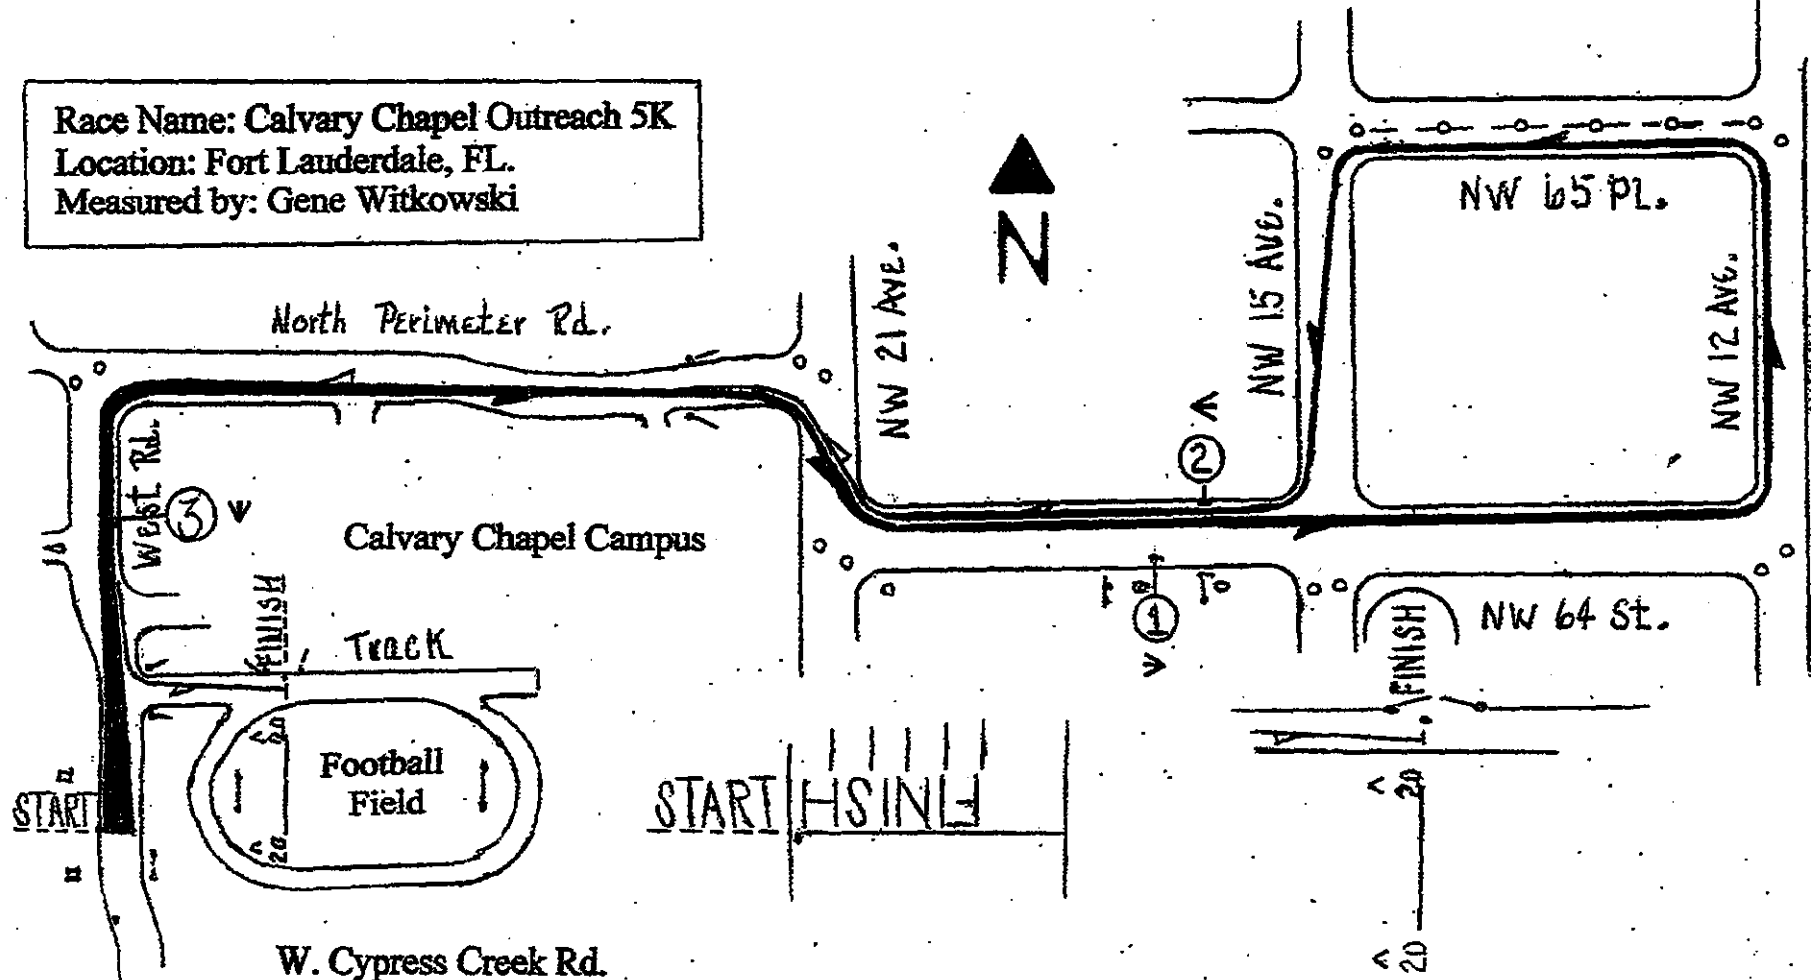 Race Name: Calvary Chapel Outreach 5K
Location: Fort Lauderdale, FL.
Measured by: Gene Witkowski
N
NW 65 PL.
NW 21 Ave.
NW 15 Ave.
NW 12 Ave.
North Perimeter Rd.
West Rd.
3
2
Calvary Chapel Campus
1
NW 64 St.
FINISH
Track
FINISH
Football
Field
20
20
START
START
FINISH
20
20
W. Cypress Creek Rd.